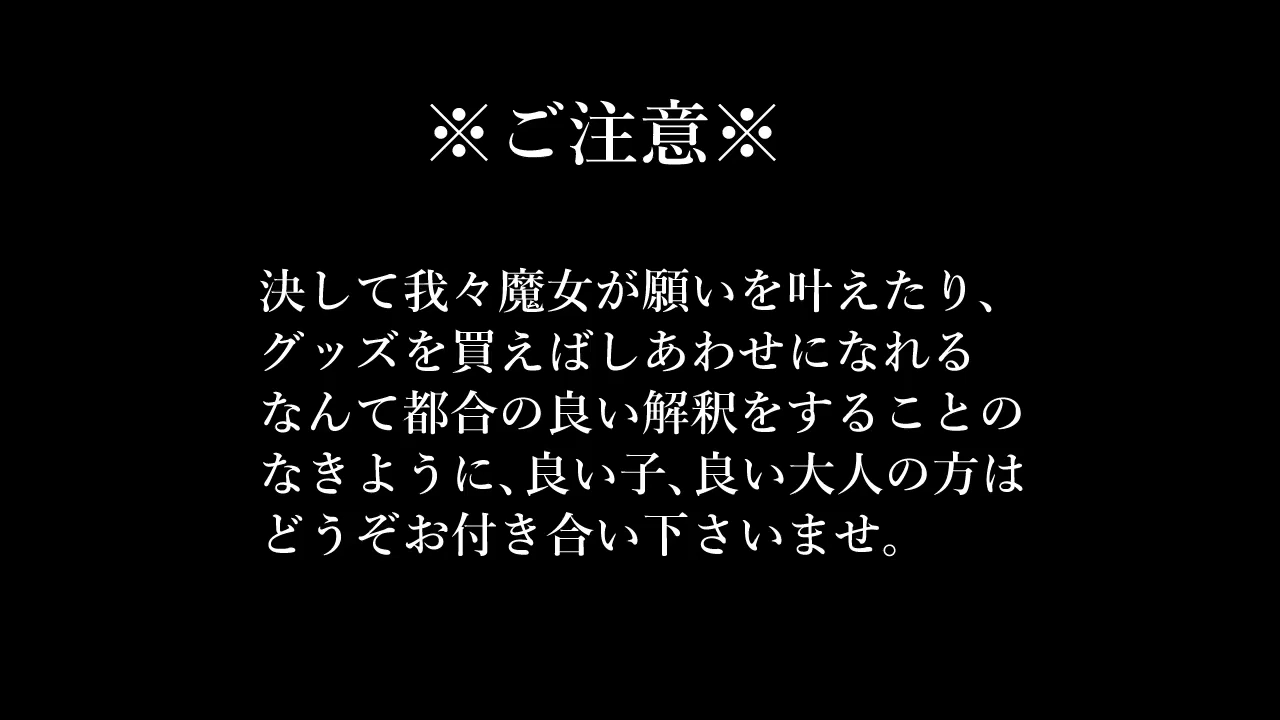 ※ご注意※
決して我々魔女が願いを叶えたり、
グッズを買えばしあわせになれる
なんて都合の良い解釈をすることの
なきように、良い子、良い大人の方は
どうぞお付き合い下さいませ。